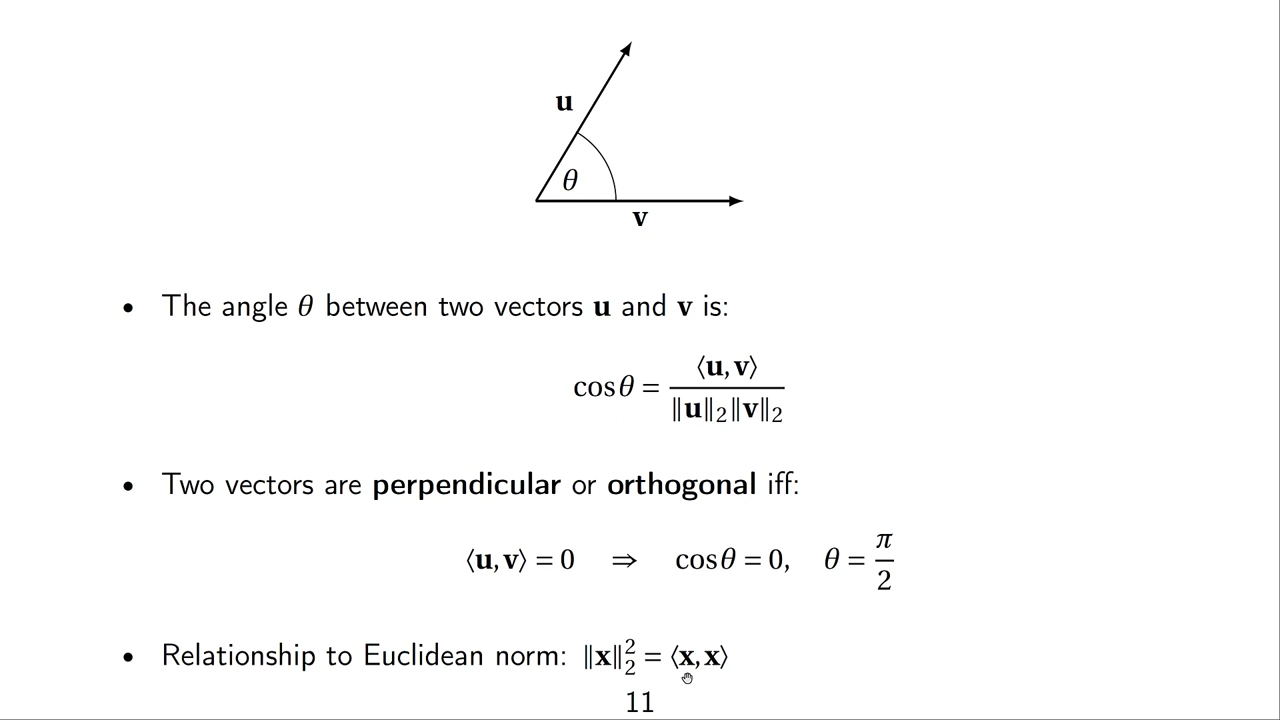 u
θ
v
• The angle θ between two vectors u and v is:
cos θ = ⟨u, v⟩ / ‖u‖₂‖v‖₂
• Two vectors are perpendicular or orthogonal iff:
⟨u, v⟩ = 0 ⇒ cos θ = 0, θ = π/2
• Relationship to Euclidean norm: ‖x‖₂² = ⟨x, x⟩
11